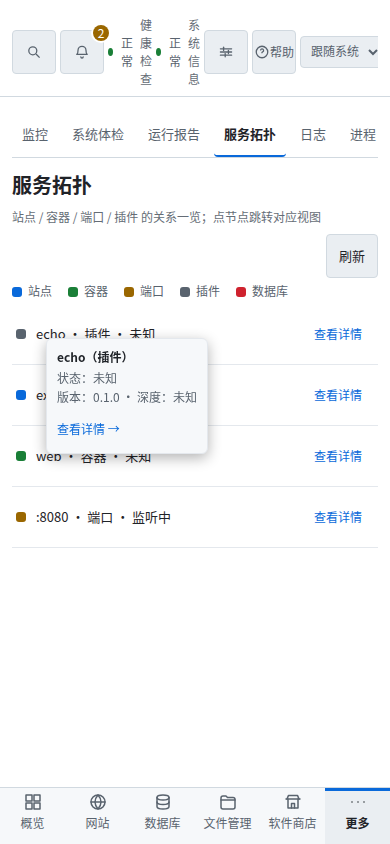 2
正常
健康检查
正常
系统信息
帮助
跟随系统
监控 系统体检 运行报告 服务拓扑 日志 进程
服务拓扑
站点 / 容器 / 端口 / 插件 的关系一览；点节点跳转对应视图
刷新
站点 容器 端口 插件 数据库
echo • 插件 • 未知 查看详情
echo（插件）
状态：未知
版本：0.1.0 • 深度：未知
查看详情 →
ex 查看详情
web • 容器 • 未知 查看详情
:8080 • 端口 • 监听中 查看详情
概览 网站 数据库 文件管理 软件商店 更多